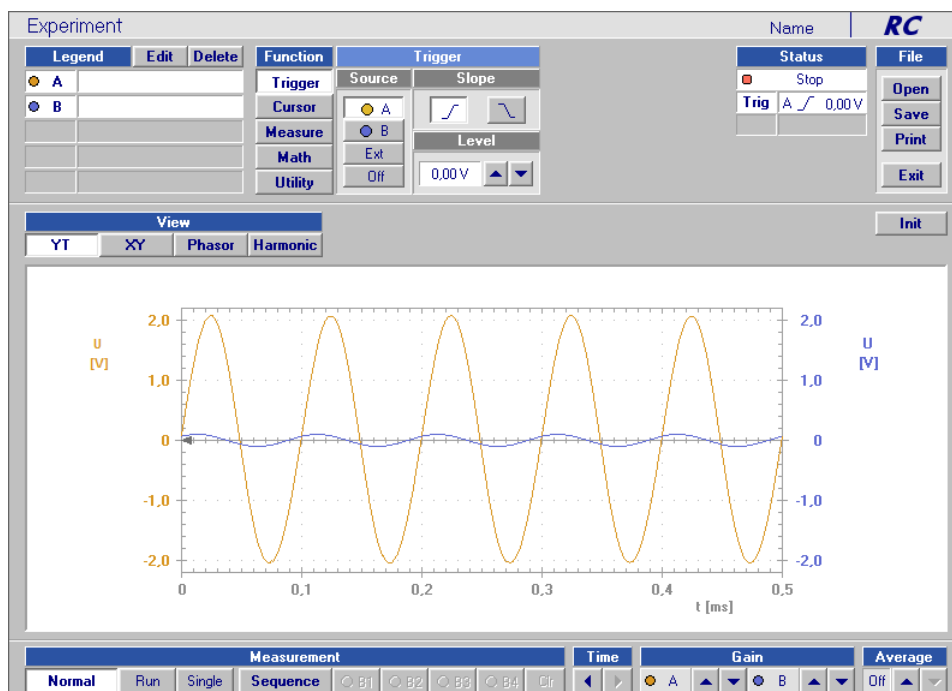 Experiment Name RC
Legend Edit Delete Function Trigger Status File
A Trigger Source Slope Stop Open
B Cursor A Trig A 0,00 V Save
Measure B Level Print
Math Ext
Utility Off 0,00 V Exit
View Init
YT XY Phasor Harmonic
2,0 2,0
U U
[V] [V]
1,0 1,0
0 0
-1,0 -1,0
-2,0 -2,0
0 0,1 0,2 0,3 0,4 0,5
t [ms]
Measurement Time Gain Average
Normal Run Single Sequence B1 B2 B3 B4 Clr A B Off